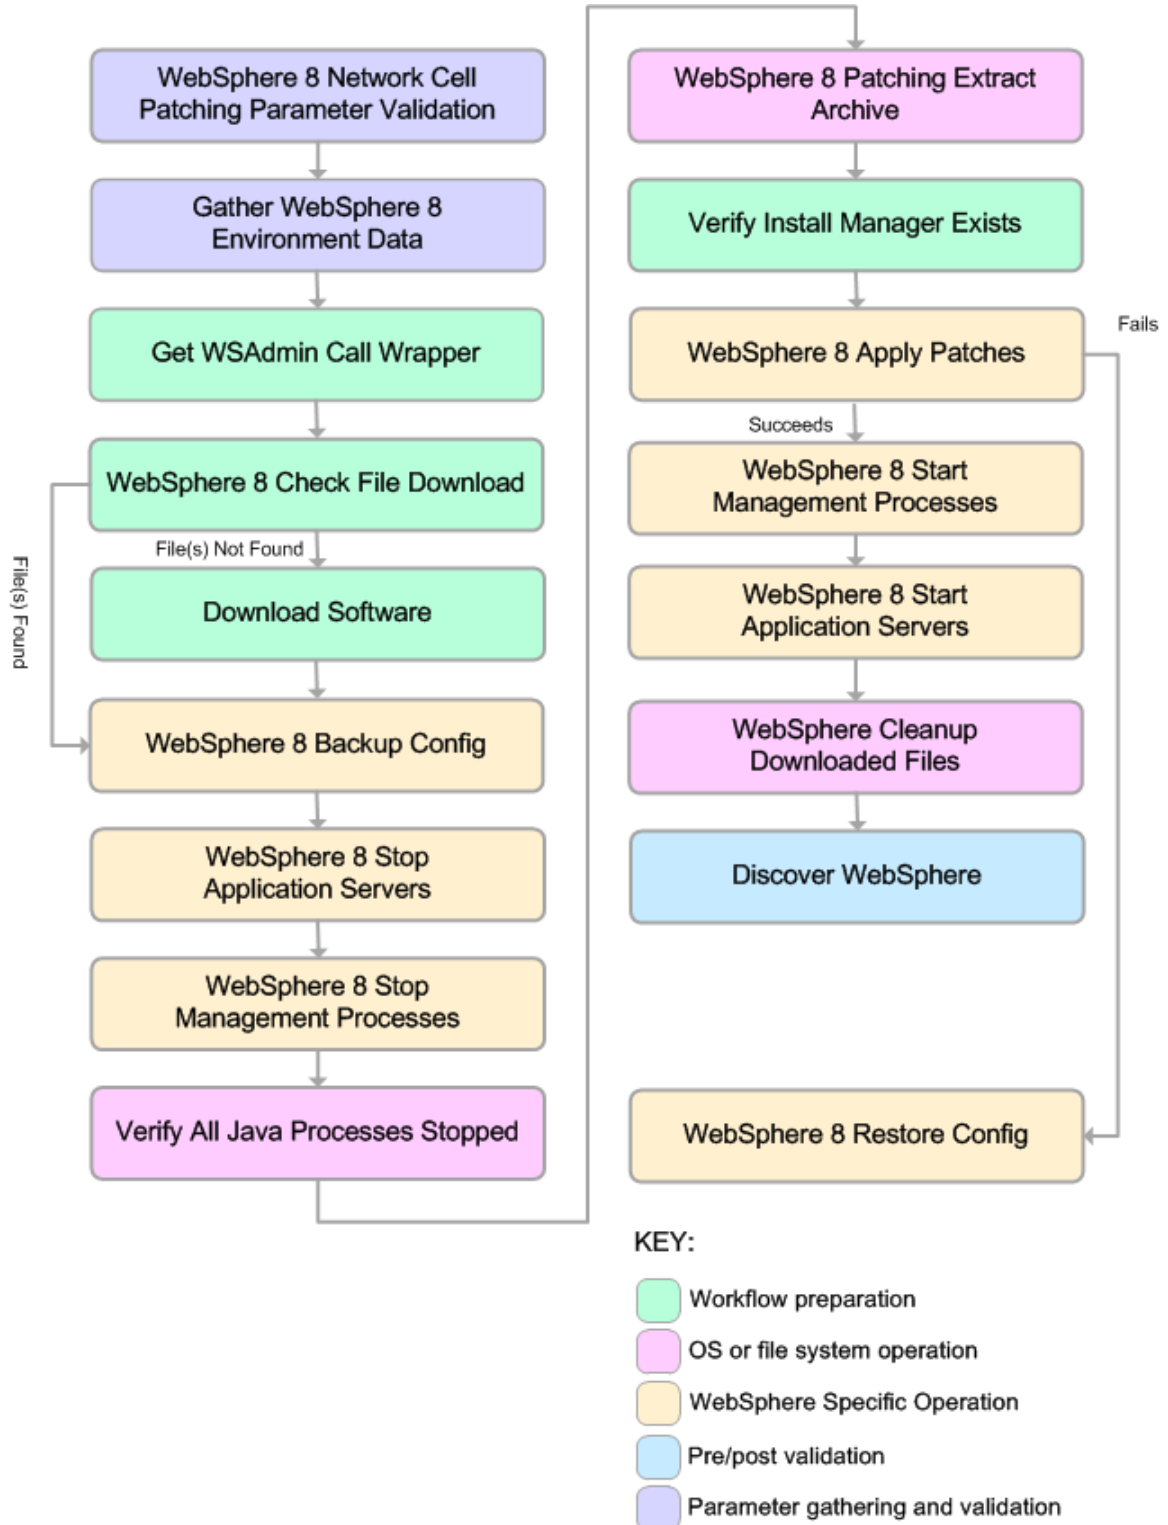 WebSphere 8 Network Cell
Patching Parameter Validation
Gather WebSphere 8
Environment Data
Get WSAdmin Call Wrapper
WebSphere 8 Check File Download
File(s) Not Found
File(s) Found
Download Software
WebSphere 8 Backup Config
WebSphere 8 Stop
Application Servers
WebSphere 8 Stop
Management Processes
Verify All Java Processes Stopped
WebSphere 8 Patching Extract
Archive
Verify Install Manager Exists
WebSphere 8 Apply Patches
Fails
Succeeds
WebSphere 8 Start
Management Processes
WebSphere 8 Start
Application Servers
WebSphere Cleanup
Downloaded Files
Discover WebSphere
WebSphere 8 Restore Config
KEY:
Workflow preparation
OS or file system operation
WebSphere Specific Operation
Pre/post validation
Parameter gathering and validation